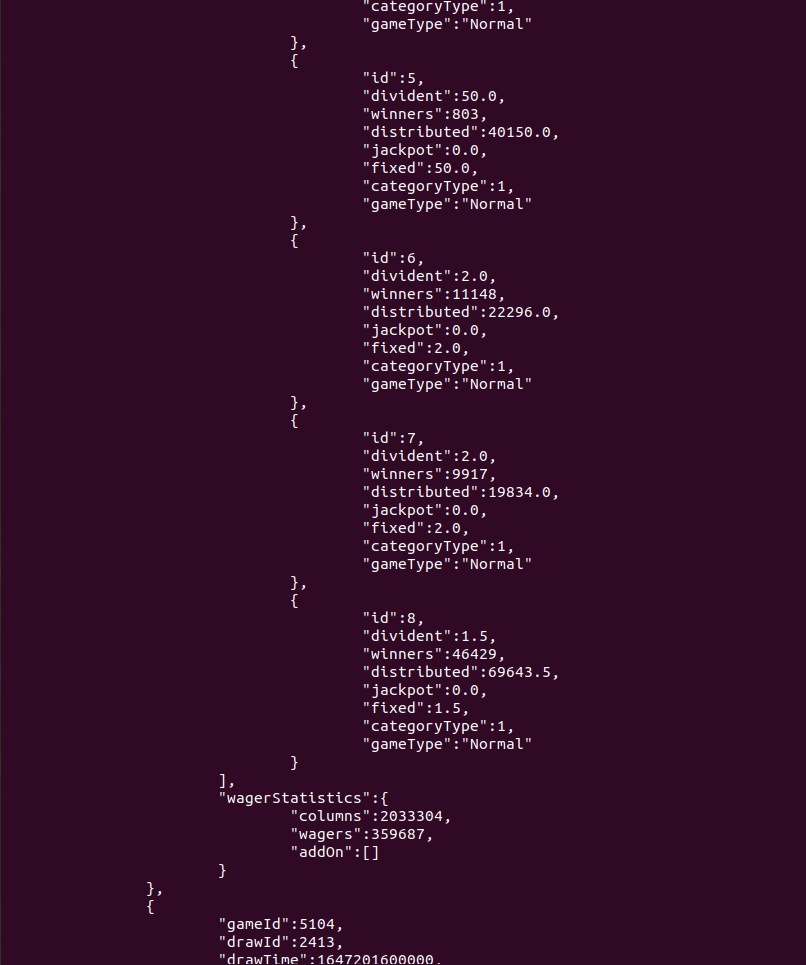 "categoryType":1,
"gameType":"Normal"
},
{
"id":5,
"divident":50.0,
"winners":803,
"distributed":40150.0,
"jackpot":0.0,
"fixed":50.0,
"categoryType":1,
"gameType":"Normal"
},
{
"id":6,
"divident":2.0,
"winners":11148,
"distributed":22296.0,
"jackpot":0.0,
"fixed":2.0,
"categoryType":1,
"gameType":"Normal"
},
{
"id":7,
"divident":2.0,
"winners":9917,
"distributed":19834.0,
"jackpot":0.0,
"fixed":2.0,
"categoryType":1,
"gameType":"Normal"
},
{
"id":8,
"divident":1.5,
"winners":46429,
"distributed":69643.5,
"jackpot":0.0,
"fixed":1.5,
"categoryType":1,
"gameType":"Normal"
}
],
"wagerStatistics":{
"columns":2033304,
"wagers":359687,
"addOn":[]
}
},
{
"gameId":5104,
"drawId":2413,
"drawTime":1647201600000,